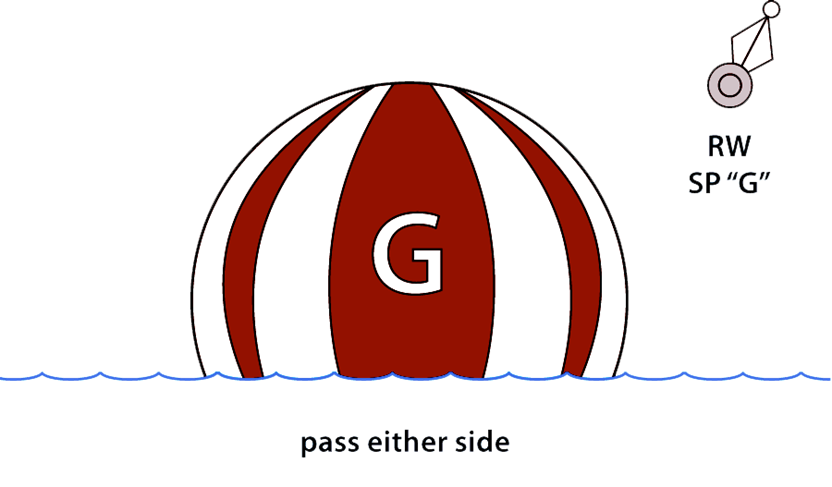 RW
SP “G”
G
pass either side